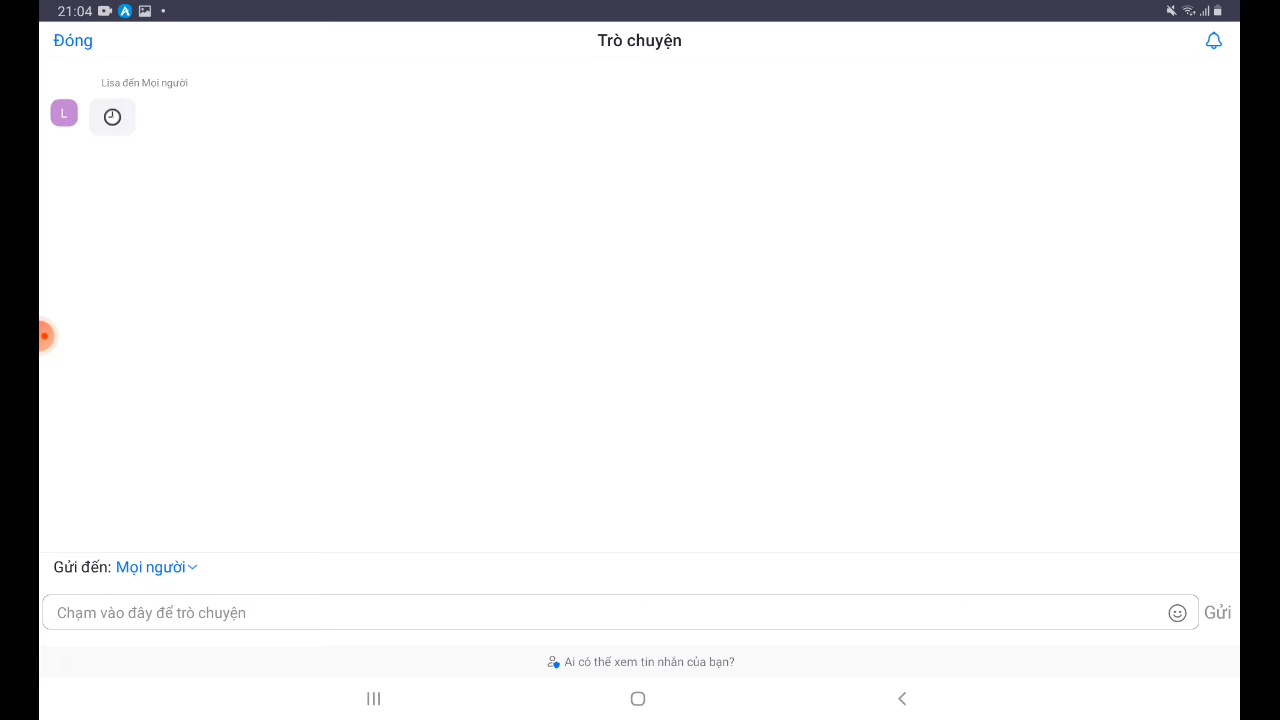 21:04
Đóng
Trò chuyện
Lisa đến Mọi người
L
Gửi đến: Mọi người
Chạm vào đây để trò chuyện
Gửi
Ai có thể xem tin nhắn của bạn?